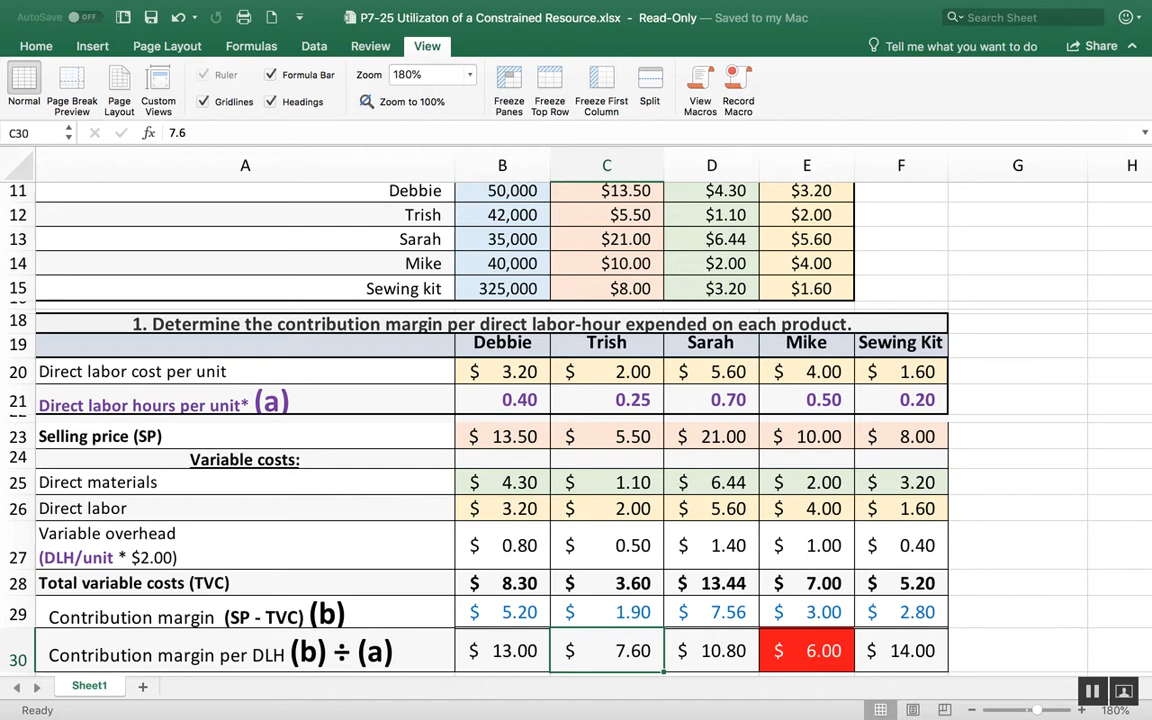 AutoSave OFF P7-25 Utilizaton of a Constrained Resource.xlsx - Read-Only — Saved to my Mac Search Sheet
Home Insert Page Layout Formulas Data Review View Tell me what you want to do Share
Ruler Formula Bar Zoom 180%
Gridlines Headings Zoom to 100%
Normal Page Break Preview Page Layout Custom Views Freeze Panes Freeze Top Row Freeze First Column Split View Macros Record Macro
C30 fx 7.6
A B C D E F G H
11 Debbie 50,000 $13.50 $4.30 $3.20
12 Trish 42,000 $5.50 $1.10 $2.00
13 Sarah 35,000 $21.00 $6.44 $5.60
14 Mike 40,000 $10.00 $2.00 $4.00
15 Sewing kit 325,000 $8.00 $3.20 $1.60
18 1. Determine the contribution margin per direct labor-hour expended on each product.
19 Debbie Trish Sarah Mike Sewing Kit
20 Direct labor cost per unit $ 3.20 $ 2.00 $ 5.60 $ 4.00 $ 1.60
21 Direct labor hours per unit* (a) 0.40 0.25 0.70 0.50 0.20
23 Selling price (SP) $ 13.50 $ 5.50 $ 21.00 $ 10.00 $ 8.00
24 Variable costs:
25 Direct materials $ 4.30 $ 1.10 $ 6.44 $ 2.00 $ 3.20
26 Direct labor $ 3.20 $ 2.00 $ 5.60 $ 4.00 $ 1.60
Variable overhead
27 (DLH/unit * $2.00) $ 0.80 $ 0.50 $ 1.40 $ 1.00 $ 0.40
28 Total variable costs (TVC) $ 8.30 $ 3.60 $ 13.44 $ 7.00 $ 5.20
29 Contribution margin (SP - TVC) (b) $ 5.20 $ 1.90 $ 7.56 $ 3.00 $ 2.80
30 Contribution margin per DLH (b) ÷ (a) $ 13.00 $ 7.60 $ 10.80 $ 6.00 $ 14.00
Sheet1
Ready 180%